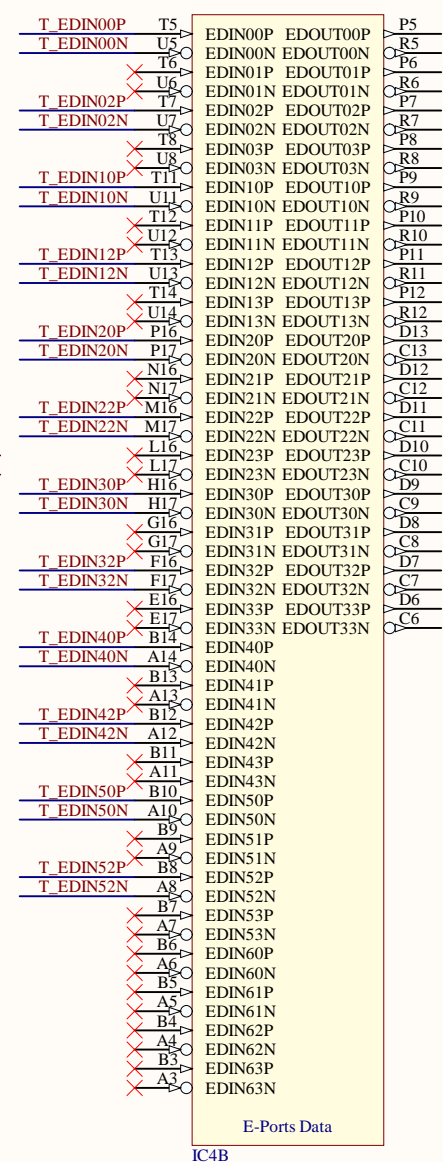 T_EDIN00P T5 EDIN00P EDOUT00P P5
T_EDIN00N U5 EDIN00N EDOUT00N R5
T6 EDIN01P EDOUT01P P6
U6 EDIN01N EDOUT01N R6
T_EDIN02P T7 EDIN02P EDOUT02P P7
T_EDIN02N U7 EDIN02N EDOUT02N R7
T8 EDIN03P EDOUT03P P8
U8 EDIN03N EDOUT03N R8
T_EDIN10P T11 EDIN10P EDOUT10P P9
T_EDIN10N U11 EDIN10N EDOUT10N R9
T12 EDIN11P EDOUT11P P10
U12 EDIN11N EDOUT11N R10
T_EDIN12P T13 EDIN12P EDOUT12P P11
T_EDIN12N U13 EDIN12N EDOUT12N R11
T14 EDIN13P EDOUT13P P12
U14 EDIN13N EDOUT13N R12
T_EDIN20P P16 EDIN20P EDOUT20P D13
T_EDIN20N P17 EDIN20N EDOUT20N C13
N16 EDIN21P EDOUT21P D12
N17 EDIN21N EDOUT21N C12
T_EDIN22P M16 EDIN22P EDOUT22P D11
T_EDIN22N M17 EDIN22N EDOUT22N C11
L16 EDIN23P EDOUT23P D10
L17 EDIN23N EDOUT23N C10
T_EDIN30P H16 EDIN30P EDOUT30P D9
T_EDIN30N H17 EDIN30N EDOUT30N C9
G16 EDIN31P EDOUT31P D8
G17 EDIN31N EDOUT31N C8
T_EDIN32P F16 EDIN32P EDOUT32P D7
T_EDIN32N F17 EDIN32N EDOUT32N C7
E16 EDIN33P EDOUT33P D6
E17 EDIN33N EDOUT33N C6
T_EDIN40P B14 EDIN40P
T_EDIN40N A14 EDIN40N
B13 EDIN41P
A13 EDIN41N
T_EDIN42P B12 EDIN42P
T_EDIN42N A12 EDIN42N
B11 EDIN43P
A11 EDIN43N
T_EDIN50P B10 EDIN50P
T_EDIN50N A10 EDIN50N
B9 EDIN51P
A9 EDIN51N
T_EDIN52P B8 EDIN52P
T_EDIN52N A8 EDIN52N
B7 EDIN53P
A7 EDIN53N
B6 EDIN60P
A6 EDIN60N
B5 EDIN61P
A5 EDIN61N
B4 EDIN62P
A4 EDIN62N
B3 EDIN63P
A3 EDIN63N
E-Ports Data
IC4B